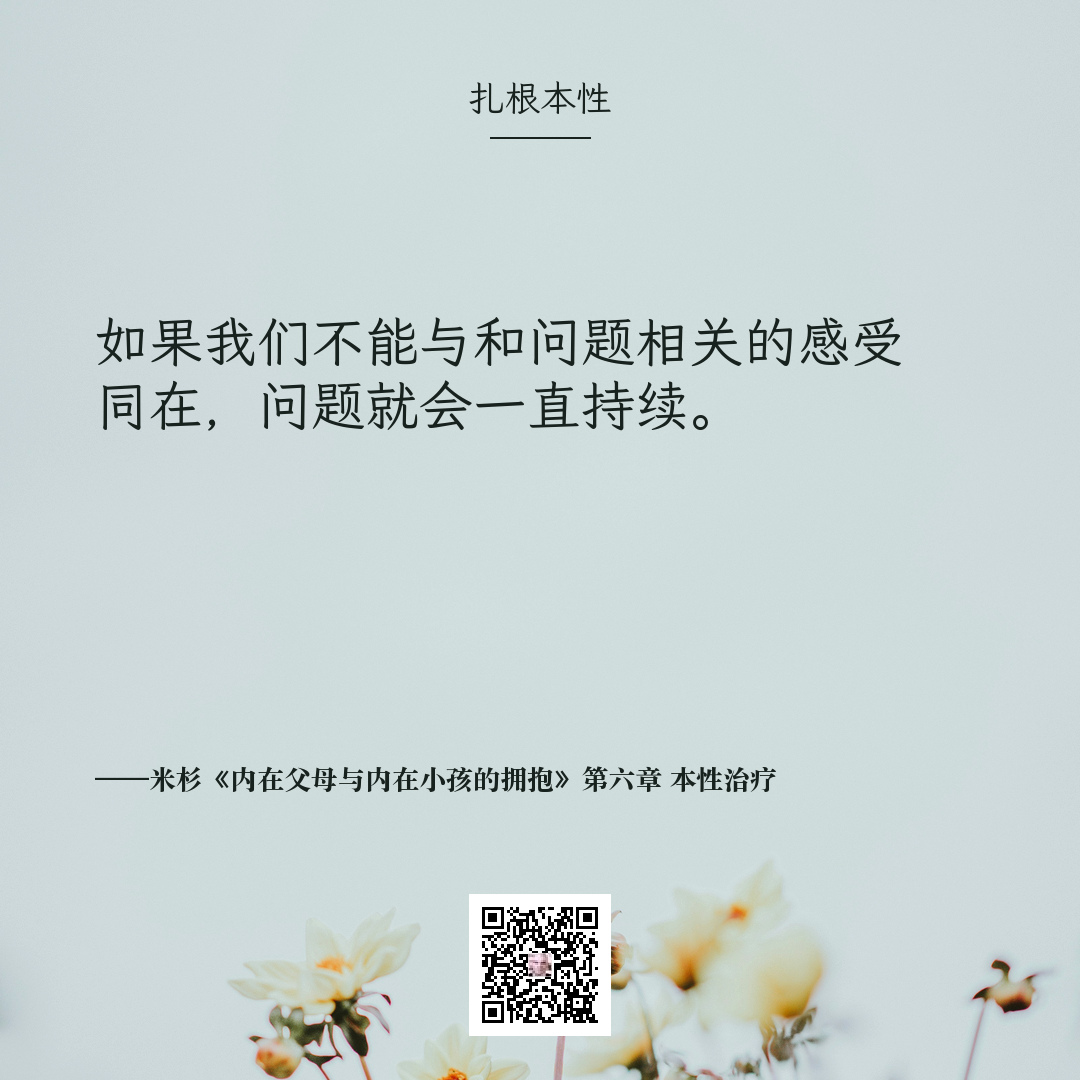 扎根本性
如果我们不能与和问题相关的感受
同在，问题就会一直持续。
——米杉《内在父母与内在小孩的拥抱》第六章 本性治疗